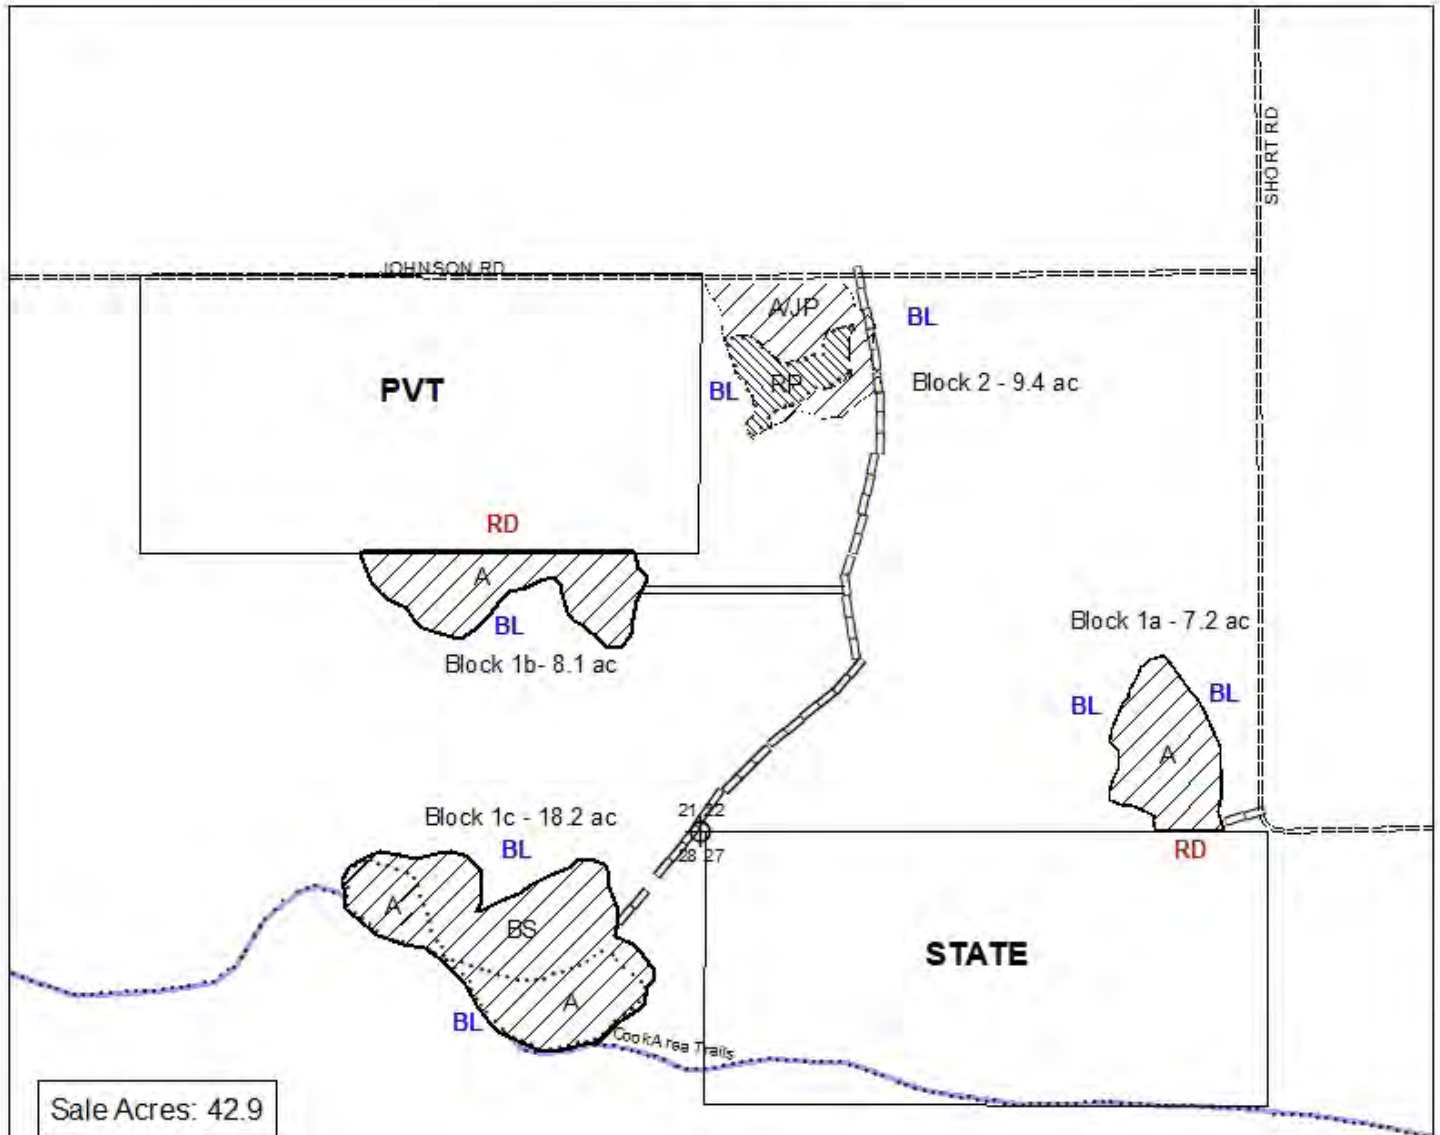 SHORT RD
JOHNSON RD
A/JP
BL
RP
BL
Block 2 - 9.4 ac
PVT
RD
A
BL
Block 1b- 8.1 ac
Block 1a - 7.2 ac
BL
BL
A
RD
21 22
28 27
Block 1c - 18.2 ac
BL
A
BS
A
BL
STATE
CookArea Trails
Sale Acres: 42.9